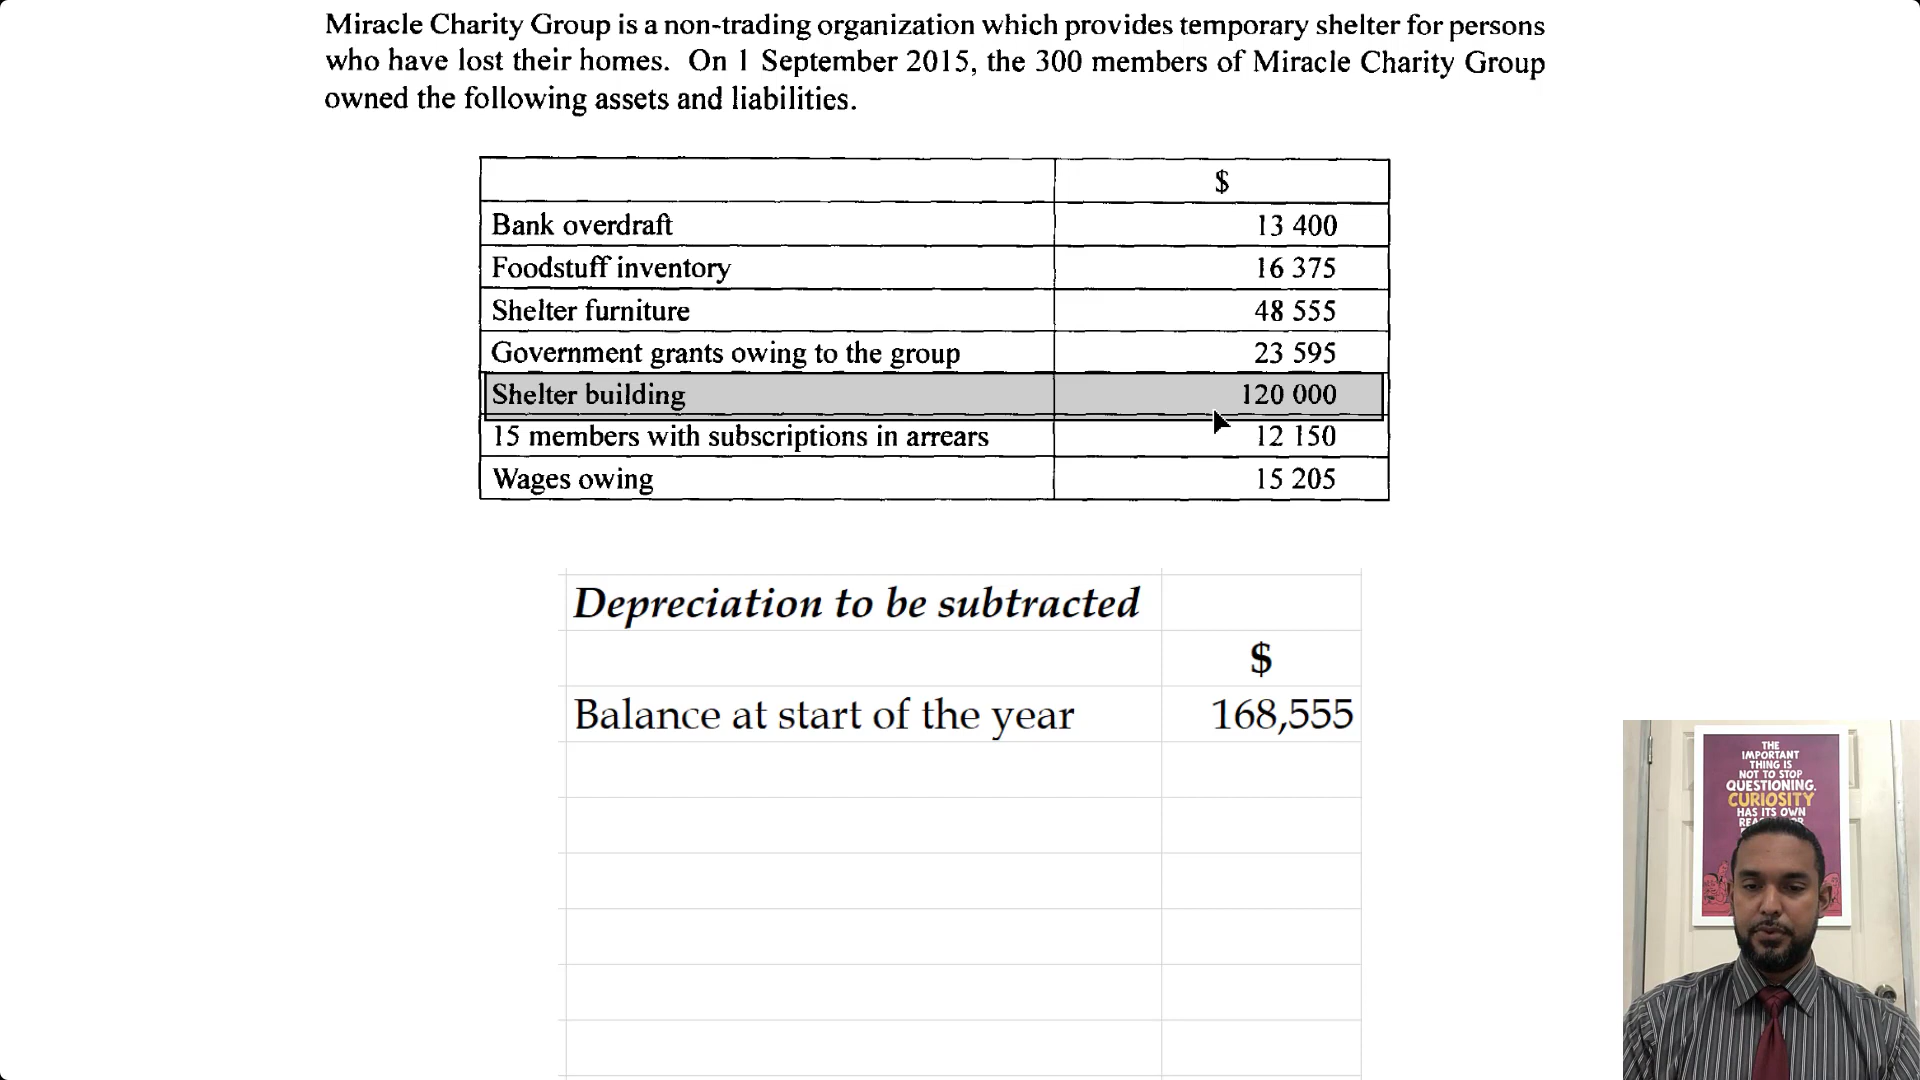 Miracle Charity Group is a non-trading organization which provides temporary shelter for persons
who have lost their homes. On 1 September 2015, the 300 members of Miracle Charity Group
owned the following assets and liabilities.
$
Bank overdraft 13 400
Foodstuff inventory 16 375
Shelter furniture 48 555
Government grants owing to the group 23 595
Shelter building 120 000
15 members with subscriptions in arrears 12 150
Wages owing 15 205
Depreciation to be subtracted
$
Balance at start of the year 168,555
THE
IMPORTANT
THING IS
NOT TO STOP
QUESTIONING.
CURIOSITY
HAS ITS OWN